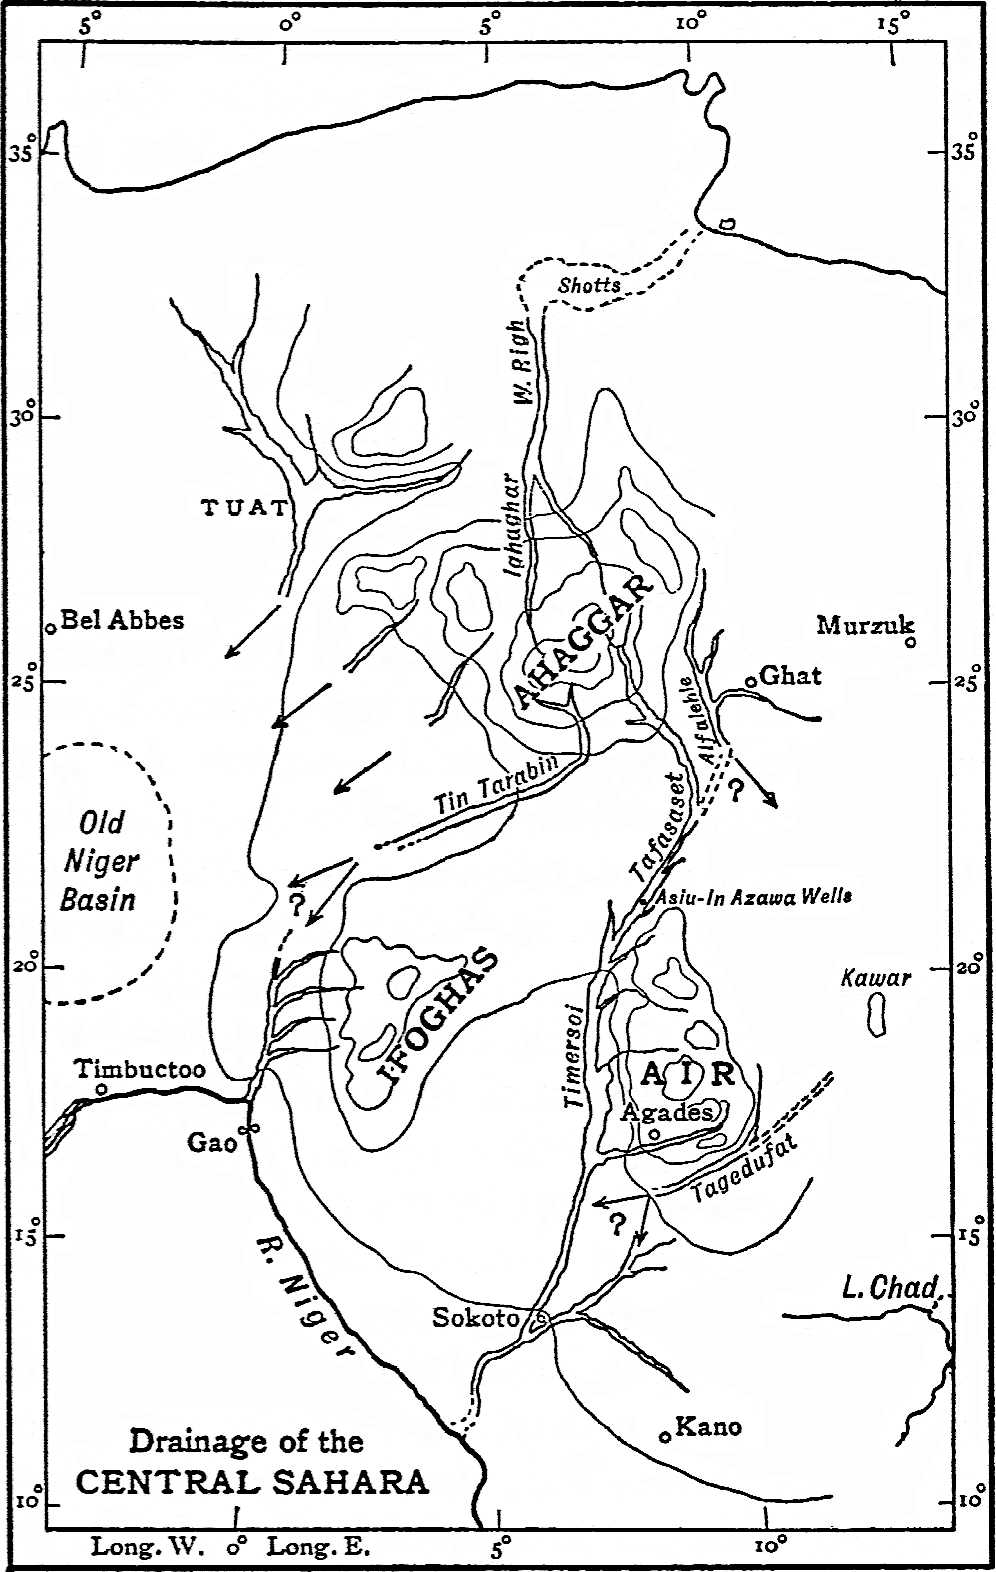 5° 0° 5° 10° 15°
35° 35°
Shotts
W. Righ
30° 30°
TUAT
Igharghar
Bel Abbes
AHAGGAR
Murzuk
25° 25°
Ghat
Alfalehle
Tin Tarabin
Tafasaset
?
Old
Niger
Basin
?
Asiu-In Azawa Wells
20° 20°
IFOGHAS
Kawar
Timersoi
Timbuctoo
AIR
Agades
Gao
Tagedufat
?
15° 15°
R. Niger
L. Chad
Sokoto
Kano
Drainage of the
CENTRAL SAHARA
10° 10°
Long. W. 0° Long. E. 5° 10°